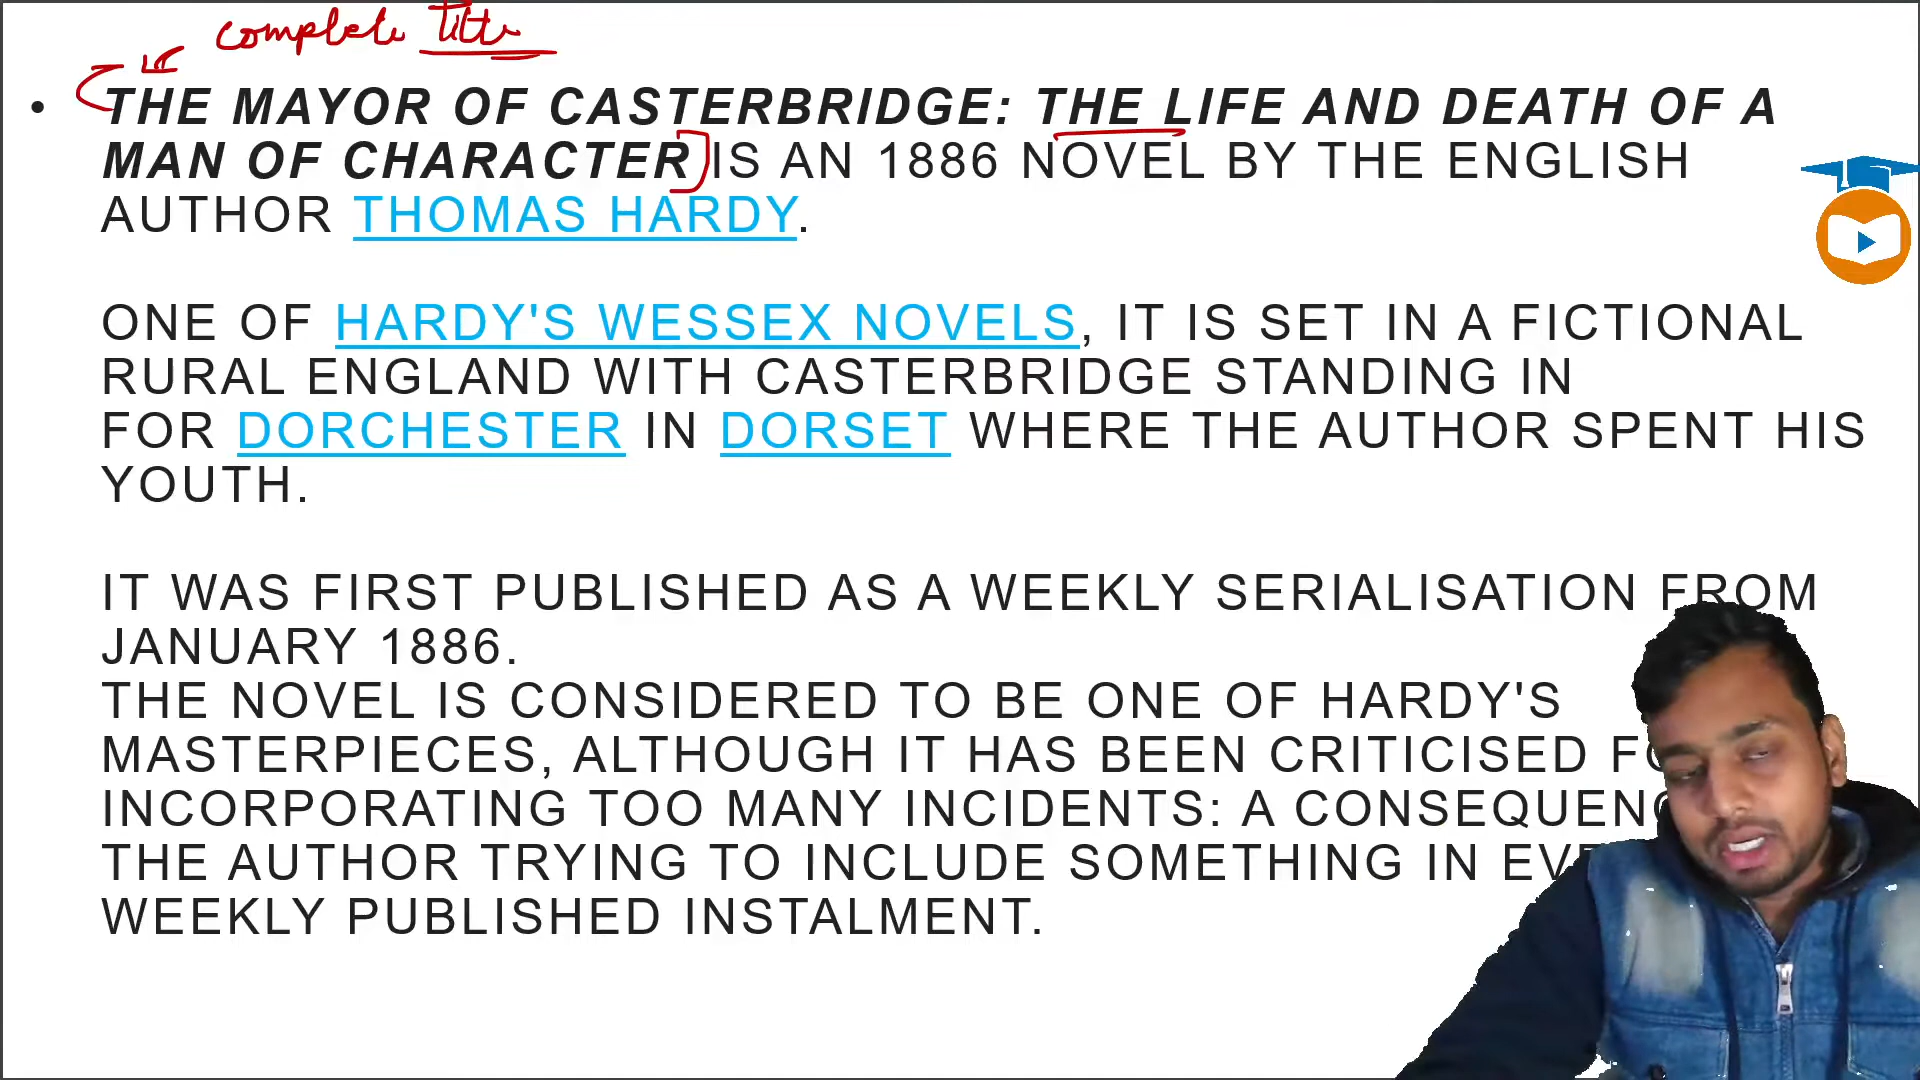 complete title
• THE MAYOR OF CASTERBRIDGE: THE LIFE AND DEATH OF A
MAN OF CHARACTER IS AN 1886 NOVEL BY THE ENGLISH
AUTHOR THOMAS HARDY.
ONE OF HARDY'S WESSEX NOVELS, IT IS SET IN A FICTIONAL
RURAL ENGLAND WITH CASTERBRIDGE STANDING IN
FOR DORCHESTER IN DORSET WHERE THE AUTHOR SPENT HIS
YOUTH.
IT WAS FIRST PUBLISHED AS A WEEKLY SERIALISATION FROM
JANUARY 1886.
THE NOVEL IS CONSIDERED TO BE ONE OF HARDY'S
MASTERPIECES, ALTHOUGH IT HAS BEEN CRITICISED
INCORPORATING TOO MANY INCIDENTS: A
THE AUTHOR TRYING TO INCLUDE SOMETHING IN
WEEKLY PUBLISHED INSTALMENT.